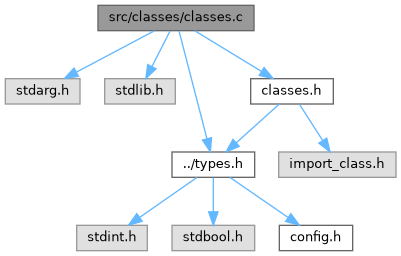 src/classes/classes.c
stdarg.h
stdlib.h
classes.h
../types.h
import_class.h
stdint.h
stdbool.h
config.h